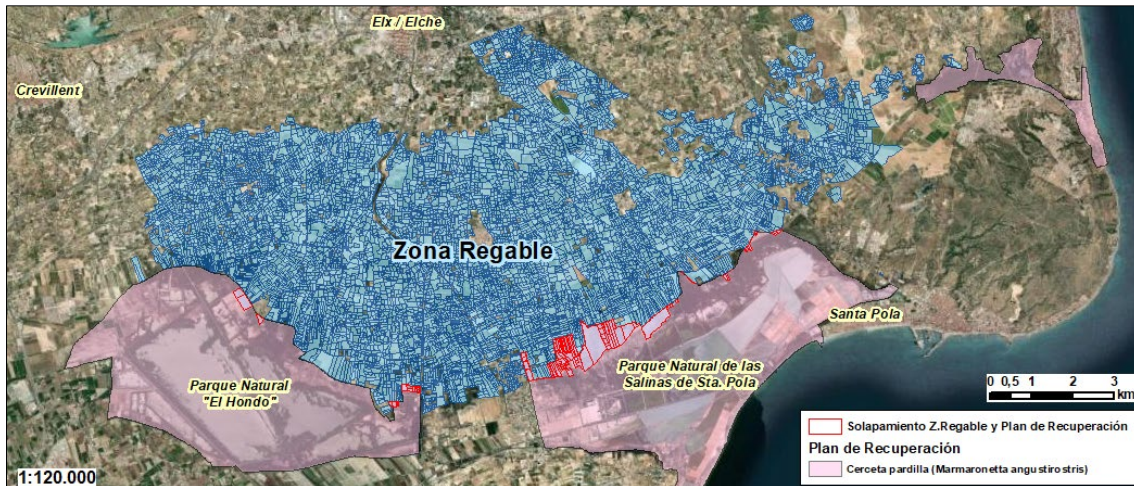 Elx / Elche
Crevillent
Zona Regable
Santa Pola
Parque Natural
"El Hondo"
Parque Natural de las
Salinas de Sta. Pola
0 0,5 1 2 3
km
Solapamiento Z.Regable y Plan de Recuperación
Plan de Recuperación
Cerceta pardilla (Marmaronetta angustirostris)
1:120.000